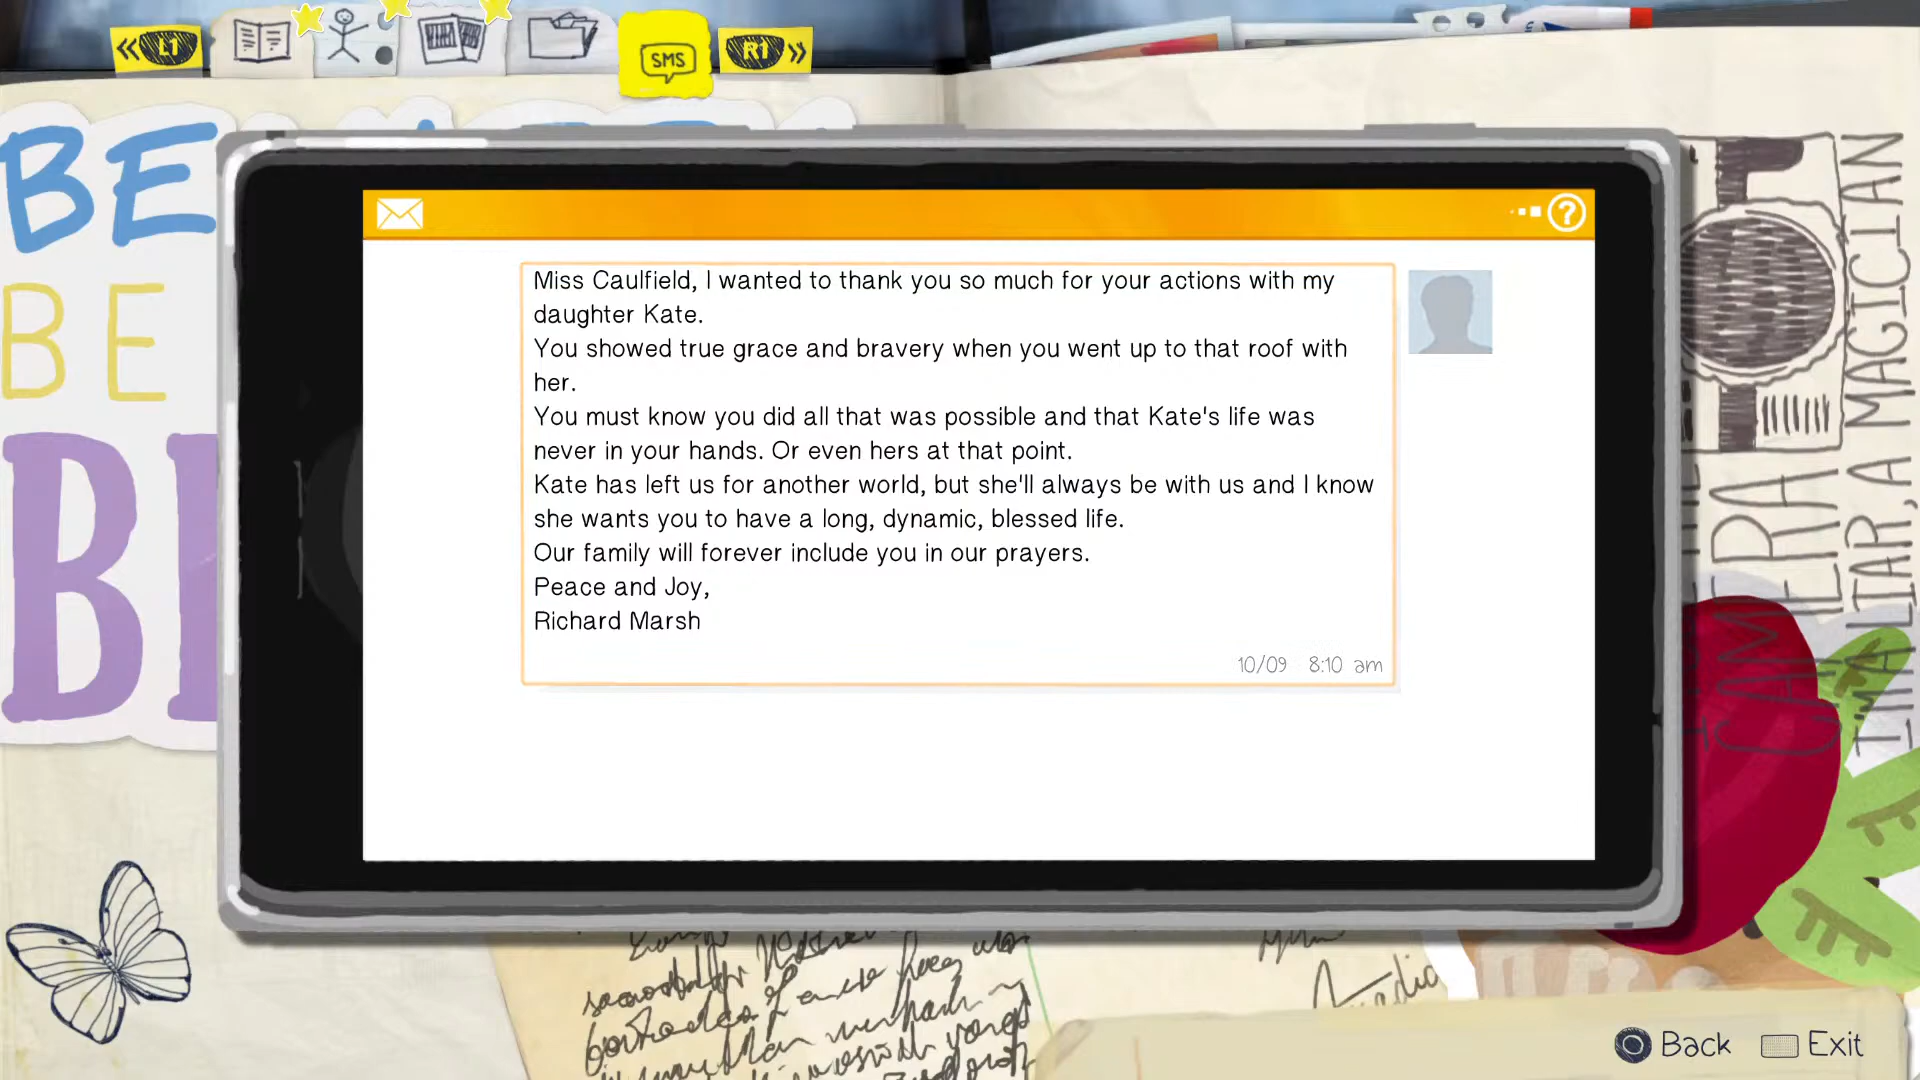 L1
SMS
R1
BE
BE
Miss Caulfield, I wanted to thank you so much for your actions with my
daughter Kate.
You showed true grace and bravery when you went up to that roof with
her.
You must know you did all that was possible and that Kate's life was
never in your hands. Or even hers at that point.
Kate has left us for another world, but she'll always be with us and I know
she wants you to have a long, dynamic, blessed life.
Our family will forever include you in our prayers.
Peace and Joy,
Richard Marsh
10/09 8:10 am
CAMERA
I'M A LIAR, A MAGICIAN
Back
Exit